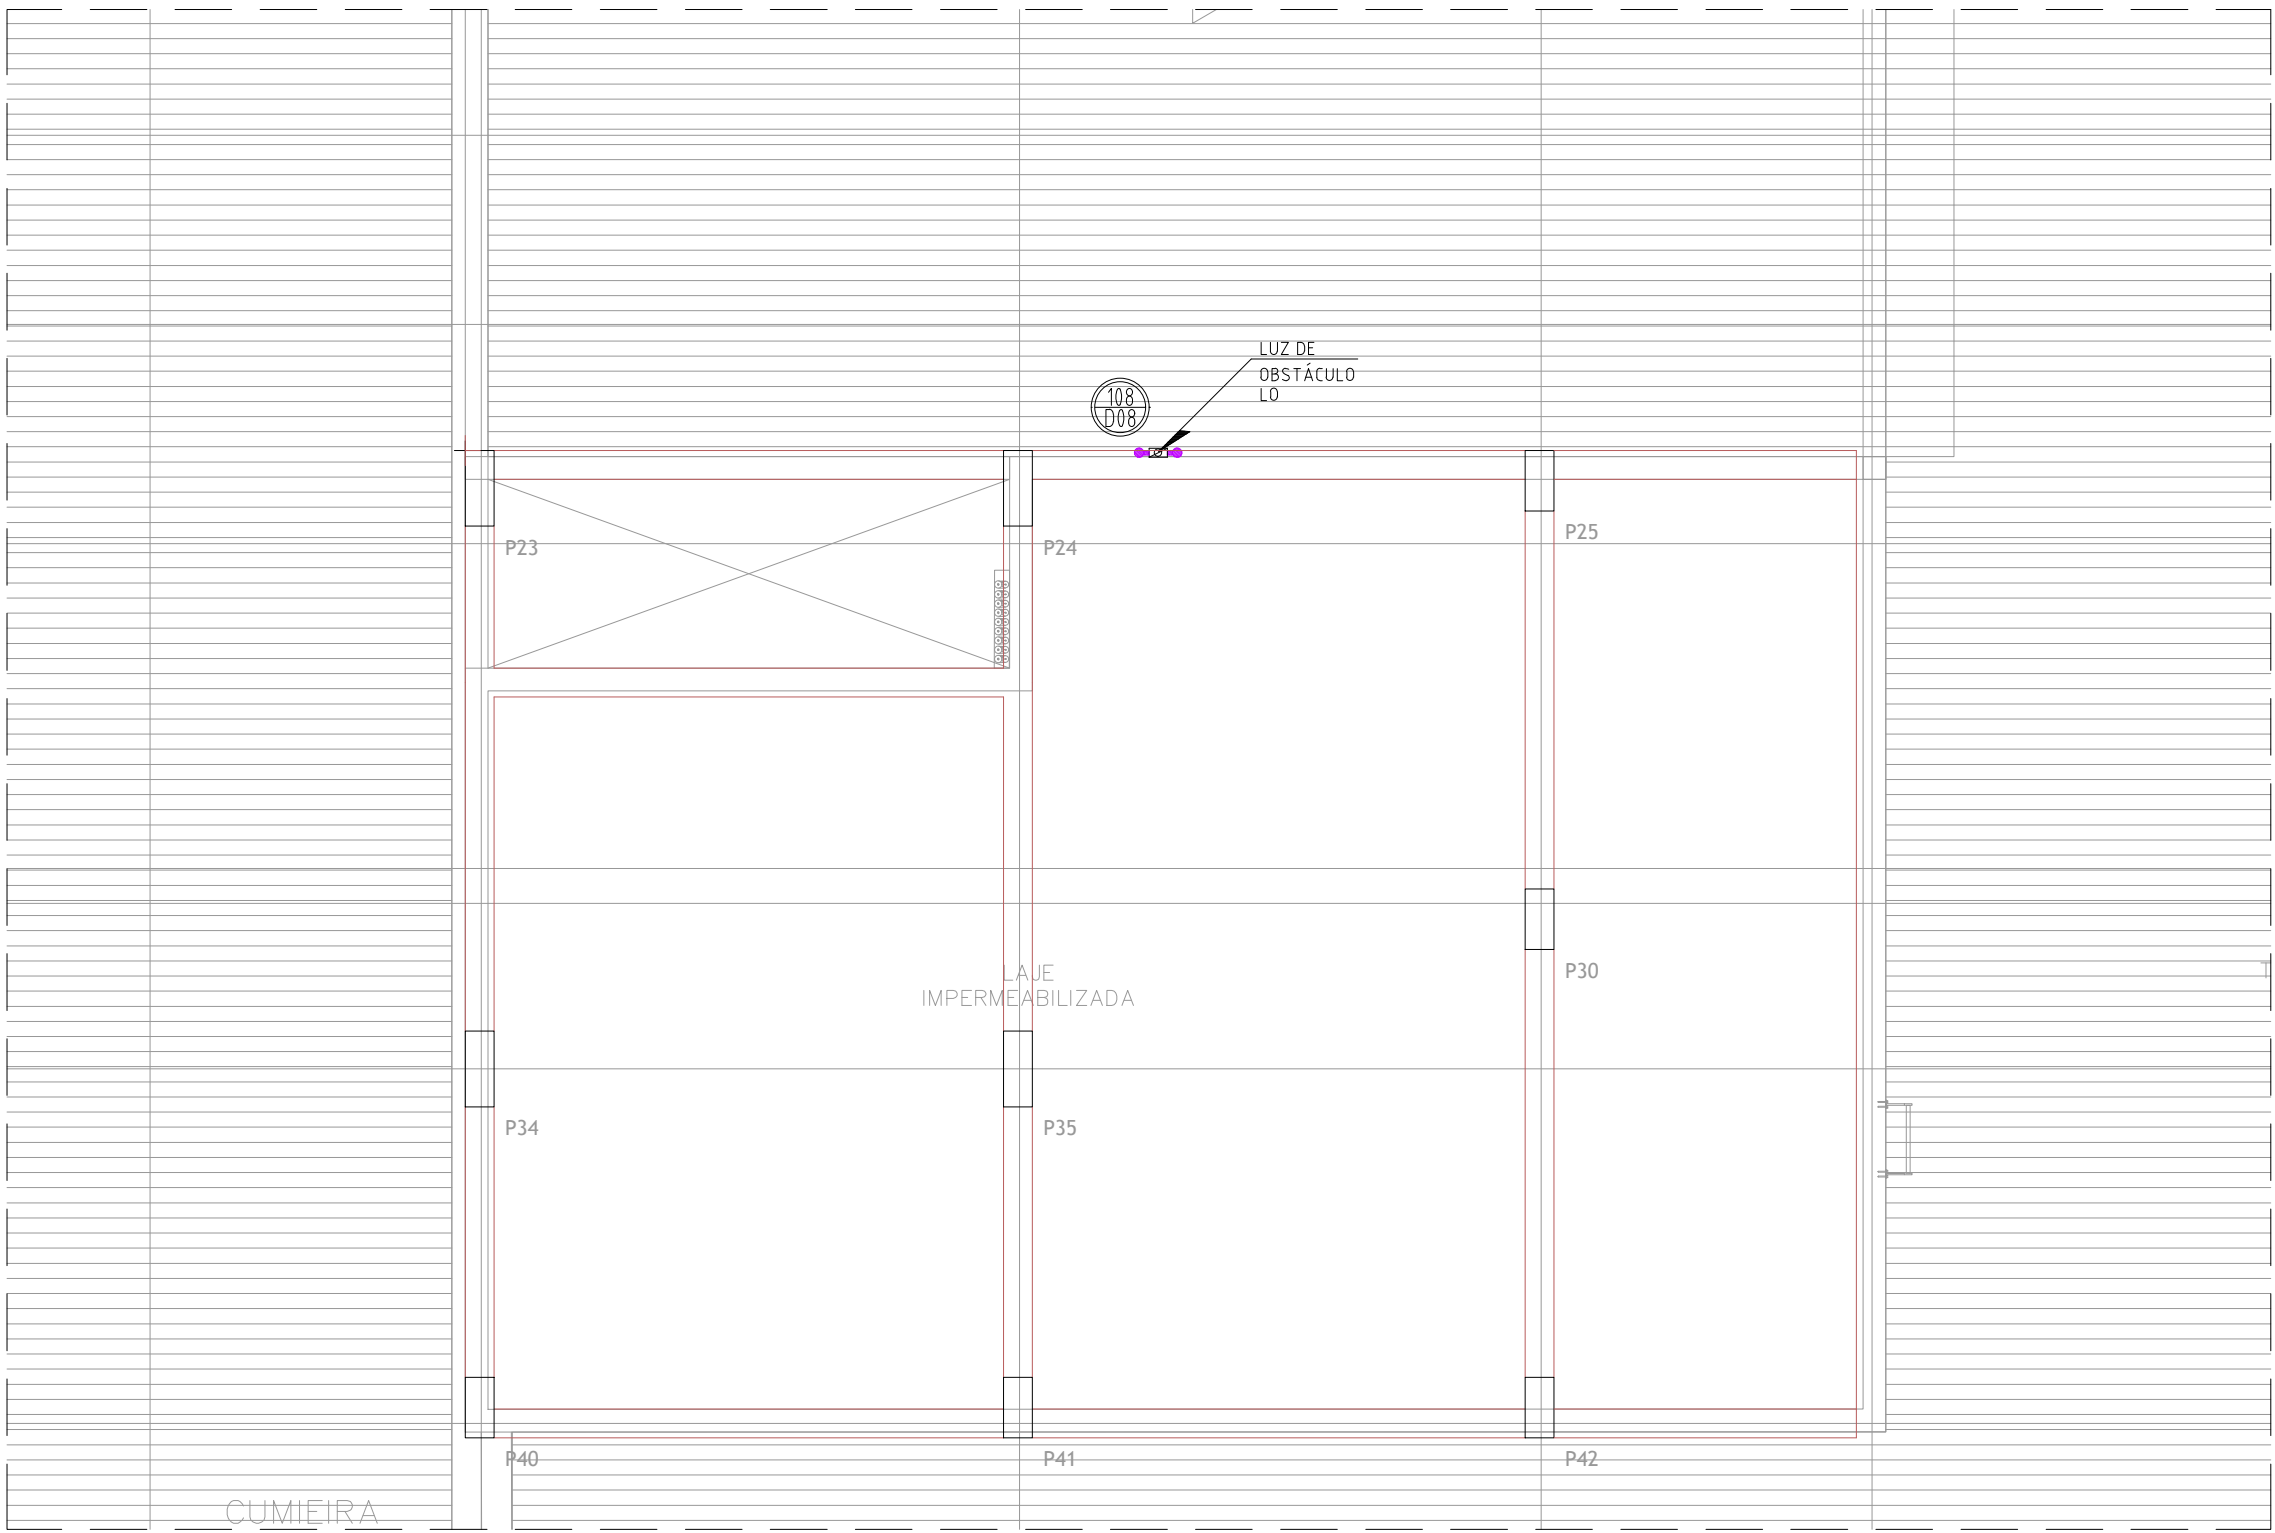 LUZ DE
OBSTÁCULO
LO
108
D08
P23
P24
P25
P30
LAJE
IMPERMEABILIZADA
T
P34
P35
P40
P41
P42
CUMIEIRA